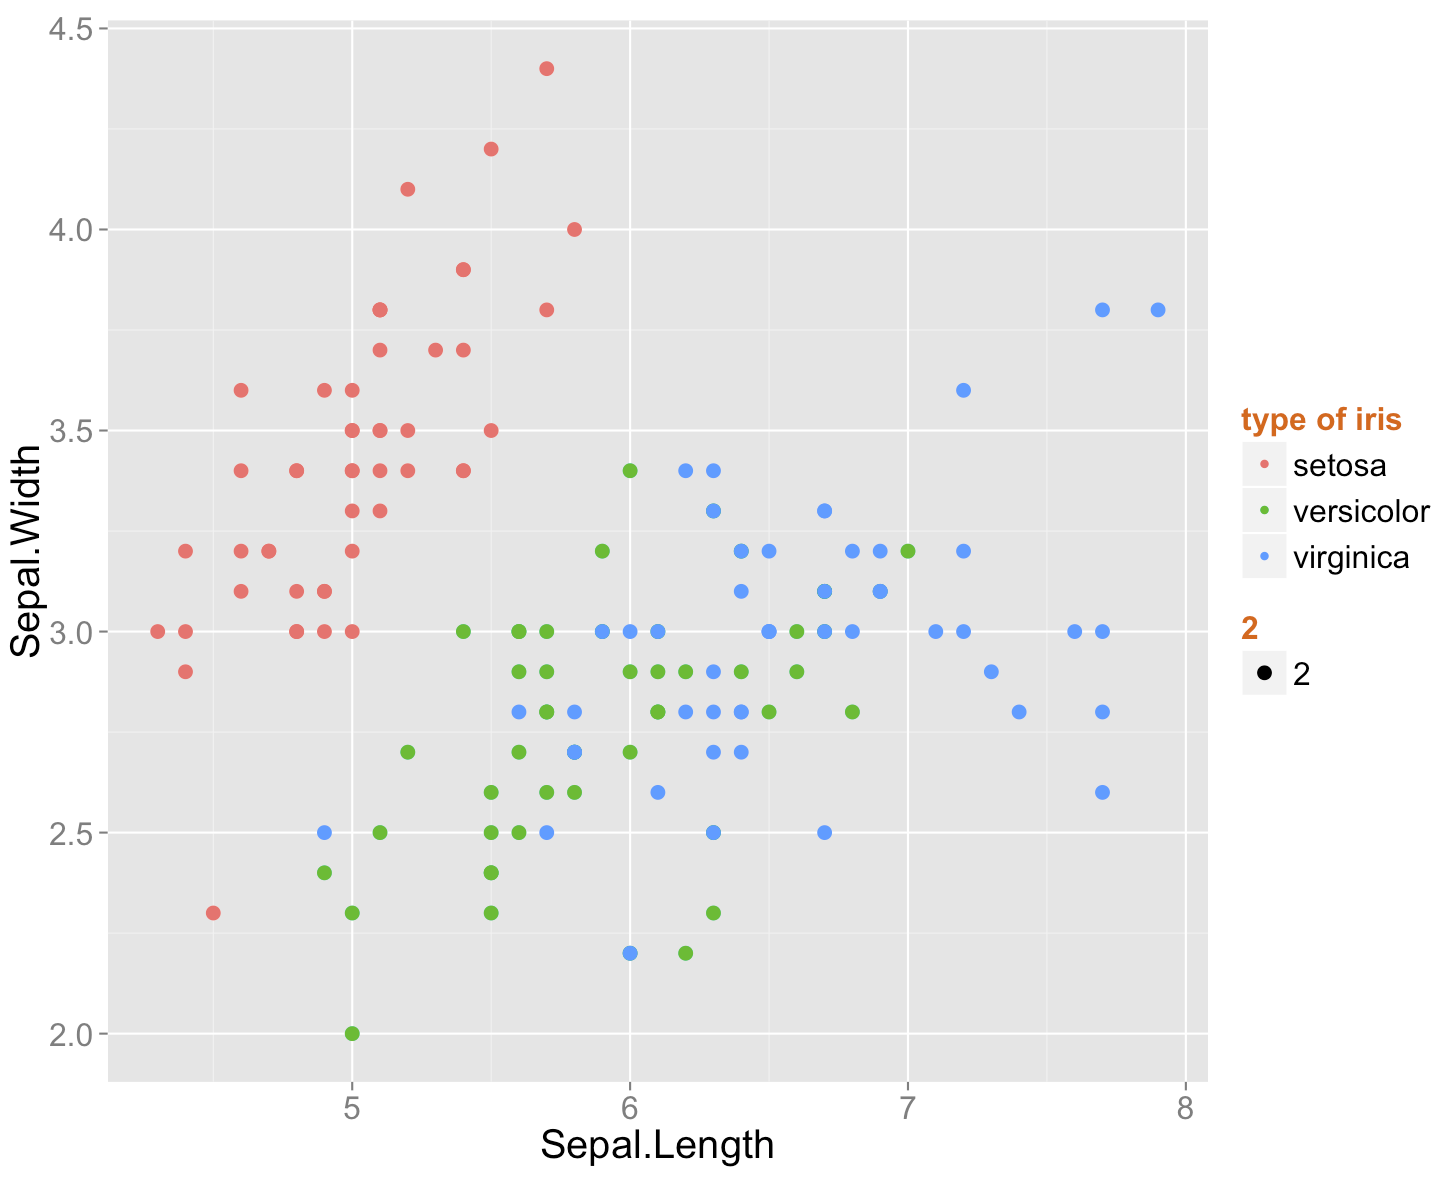 4.5
4.0
3.5
3.0
2.5
2.0
Sepal.Width
5 6 7 8
Sepal.Length
type of iris
setosa
versicolor
virginica
2
2